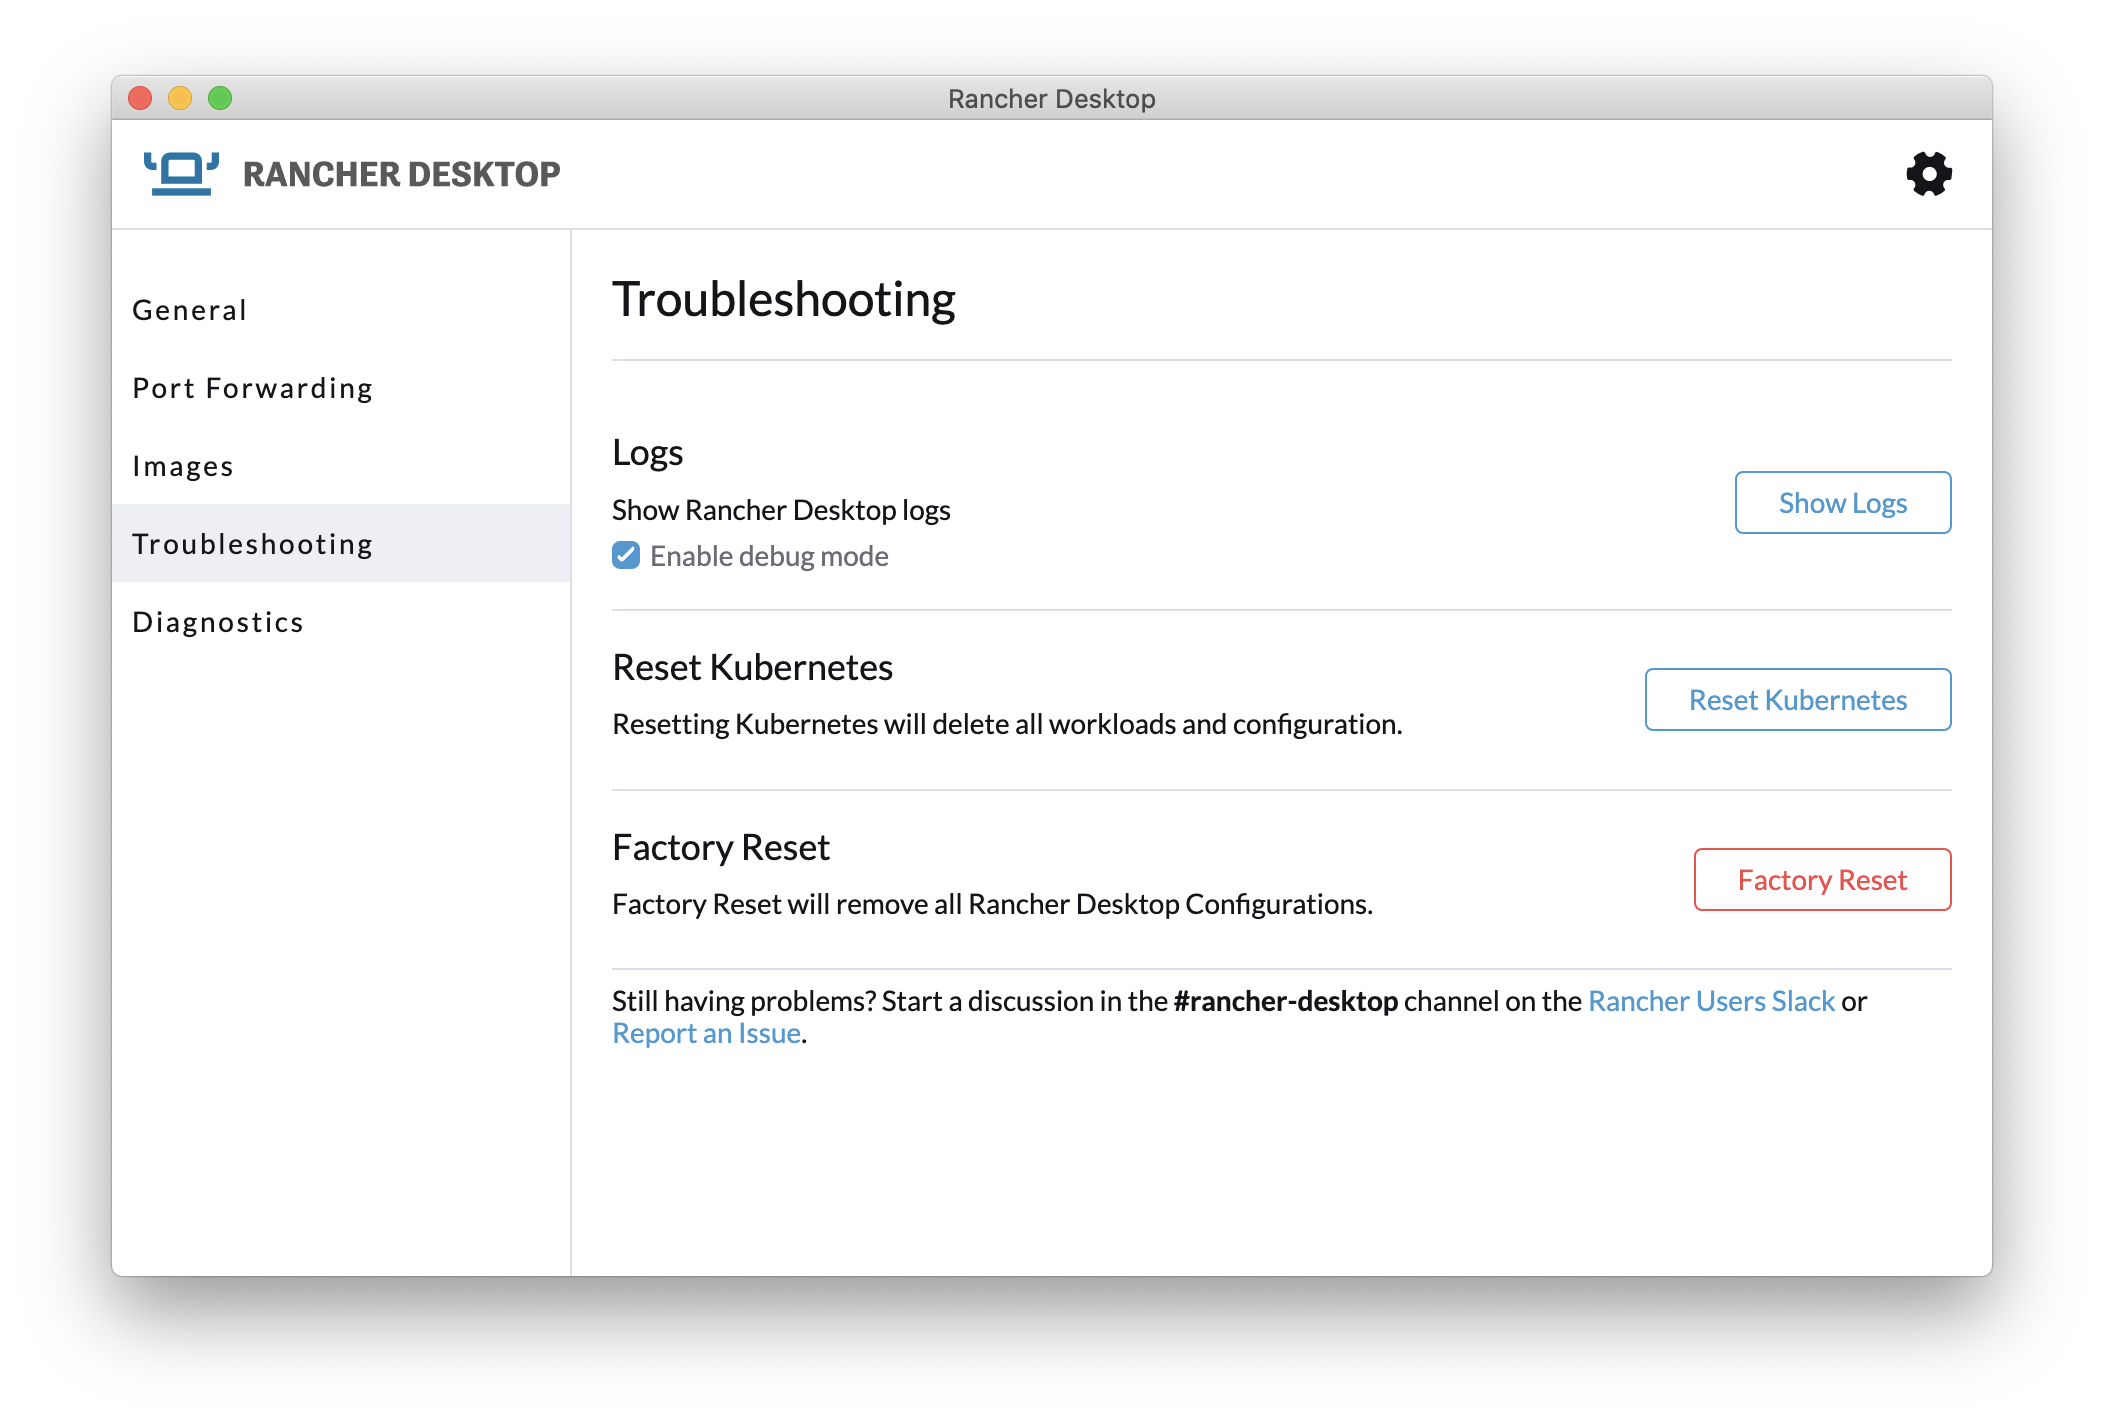 Rancher Desktop
RANCHER DESKTOP
General
Port Forwarding
Images
Troubleshooting
Diagnostics
Troubleshooting
Logs
Show Rancher Desktop logs
Enable debug mode
Show Logs
Reset Kubernetes
Resetting Kubernetes will delete all workloads and configuration.
Reset Kubernetes
Factory Reset
Factory Reset will remove all Rancher Desktop Configurations.
Factory Reset
Still having problems? Start a discussion in the #rancher-desktop channel on the Rancher Users Slack or
Report an Issue.